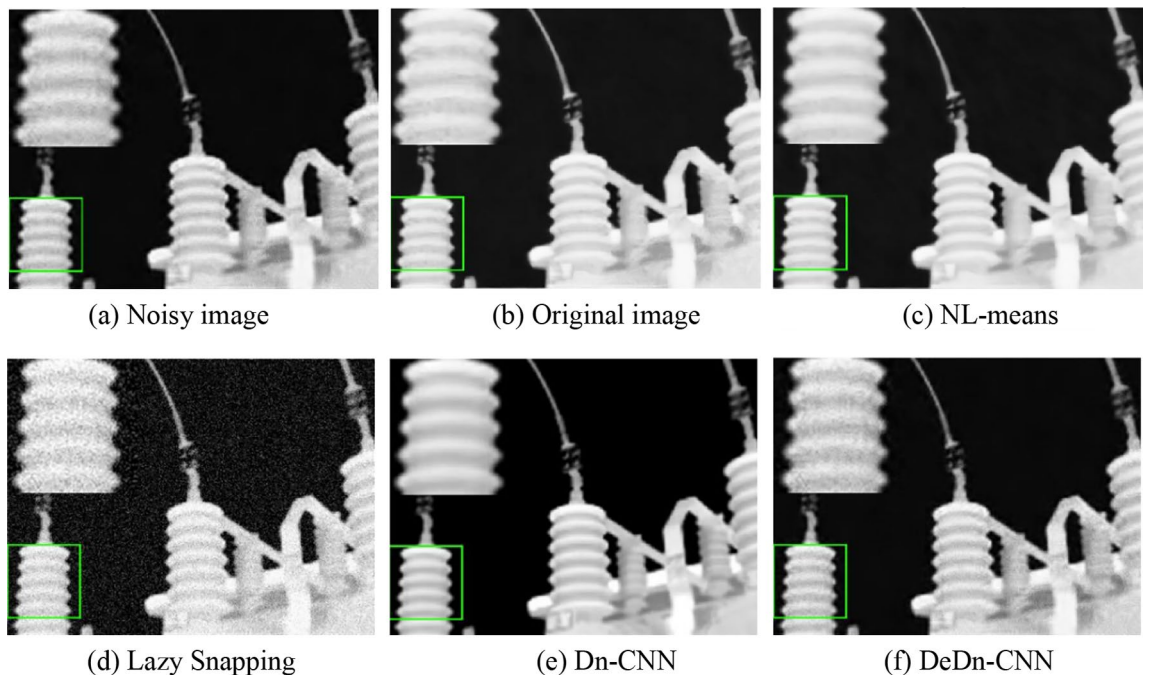 (a) Noisy image
(b) Original image
(c) NL-means
(d) Lazy Snapping
(e) Dn-CNN
(f) DeDn-CNN